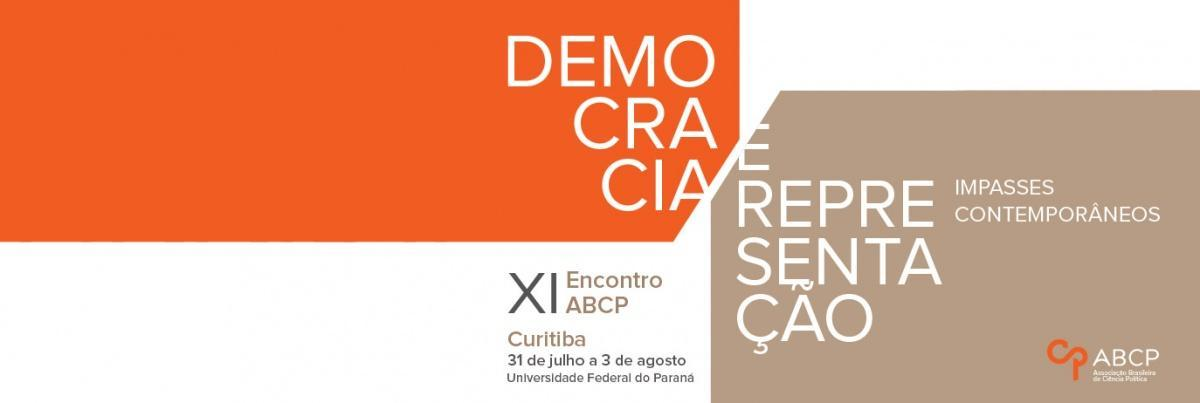 DEMO
CRA
CIA
E
REPRE
SENTA
ÇÃO
IMPASSES
CONTEMPORÂNEOS
XI Encontro
ABCP
Curitiba
31 de julho a 3 de agosto
Universidade Federal do Paraná
cp ABCP
Associação Brasileira
de Ciência Política